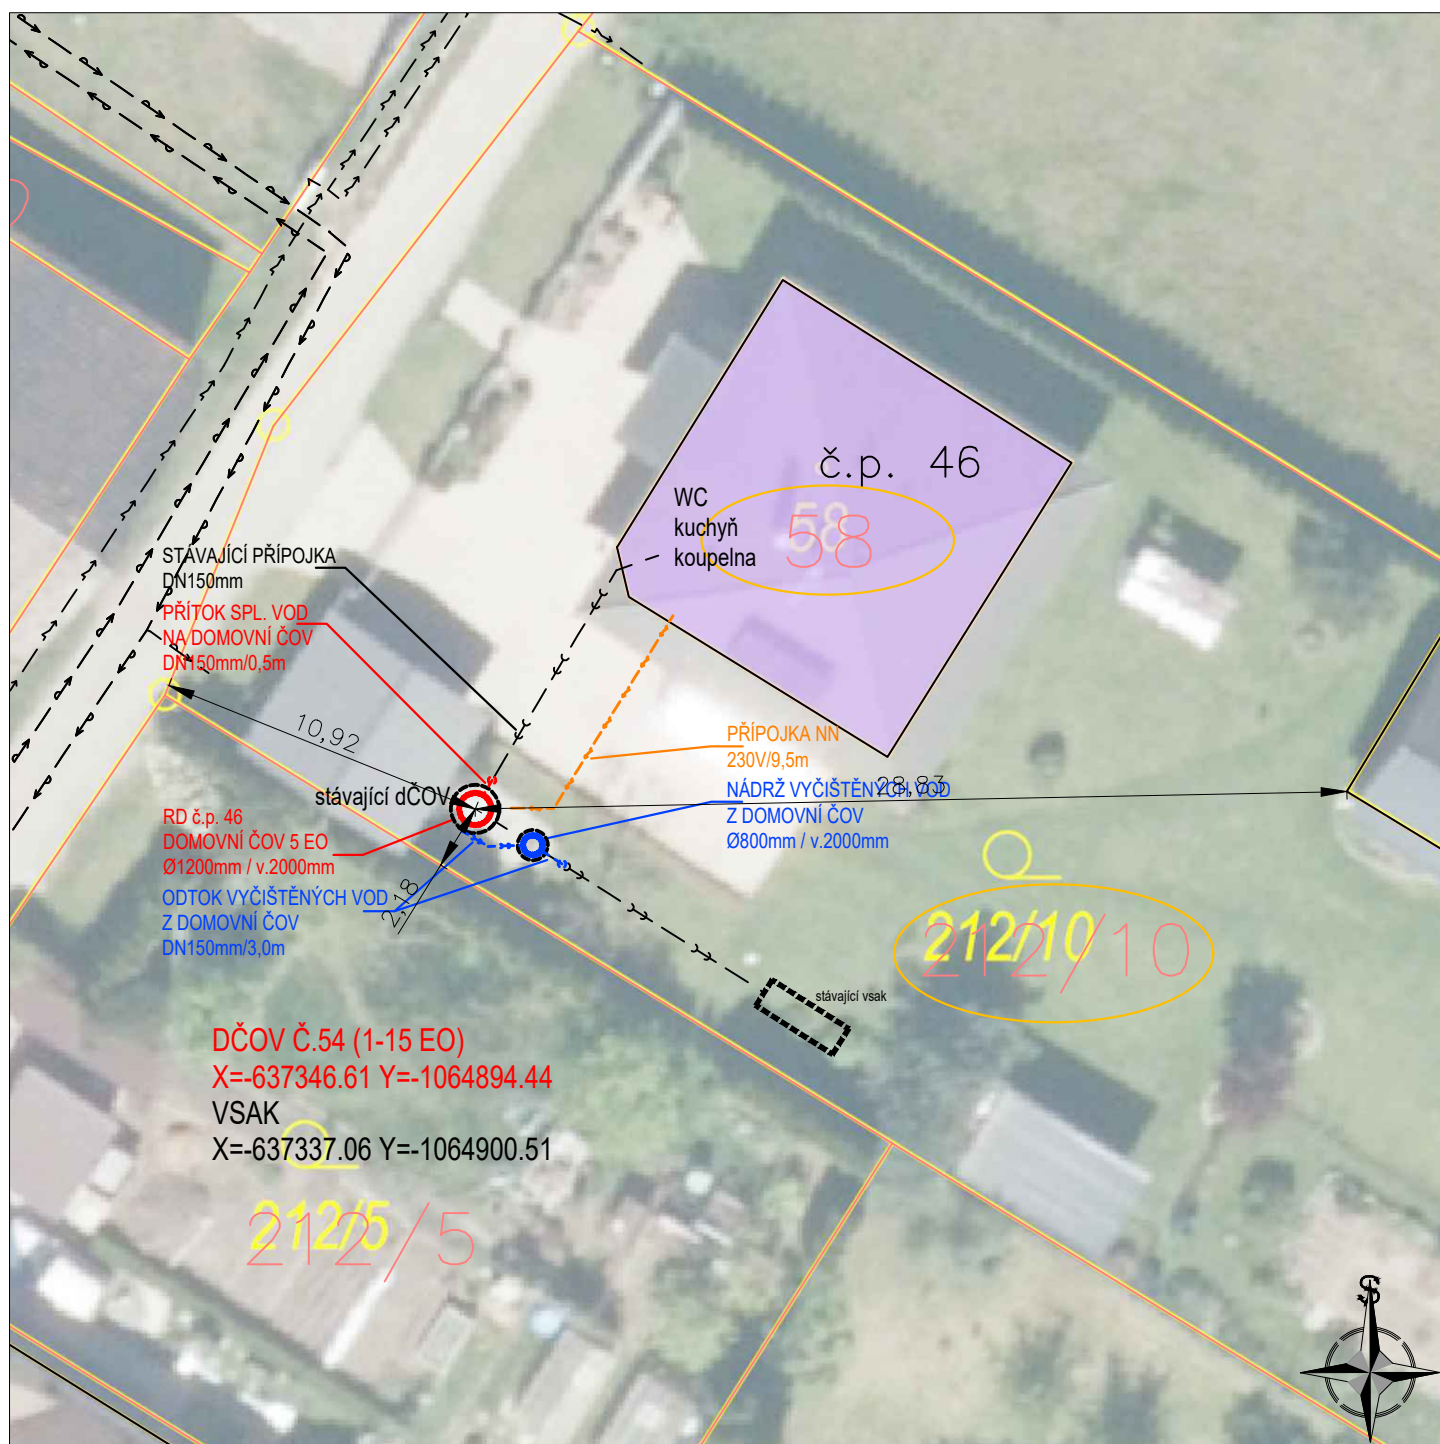 č.p. 46
58
58
WC
kuchyň
koupelna
STÁVAJÍCÍ PŘÍPOJKA
DN150mm
PŘÍTOK SPL. VOD
NA DOMOVNÍ ČOV
DN150mm/0,5m
10,92
PŘÍPOJKA NN
230V/9,5m
28,83
NÁDRŽ VYČIŠTĚNÝCH VOD
Z DOMOVNÍ ČOV
Ø800mm / v.2000mm
stávající dČOV
RD č.p. 46
DOMOVNÍ ČOV 5 EO
Ø1200mm / v.2000mm
2,18
ODTOK VYČIŠTĚNÝCH VOD
Z DOMOVNÍ ČOV
DN150mm/3,0m
212/10
212/10
stávající vsak
DČOV Č.54 (1-15 EO)
X=-637346.61 Y=-1064894.44
VSAK
X=-637337.06 Y=-1064900.51
212/5
212/5
S